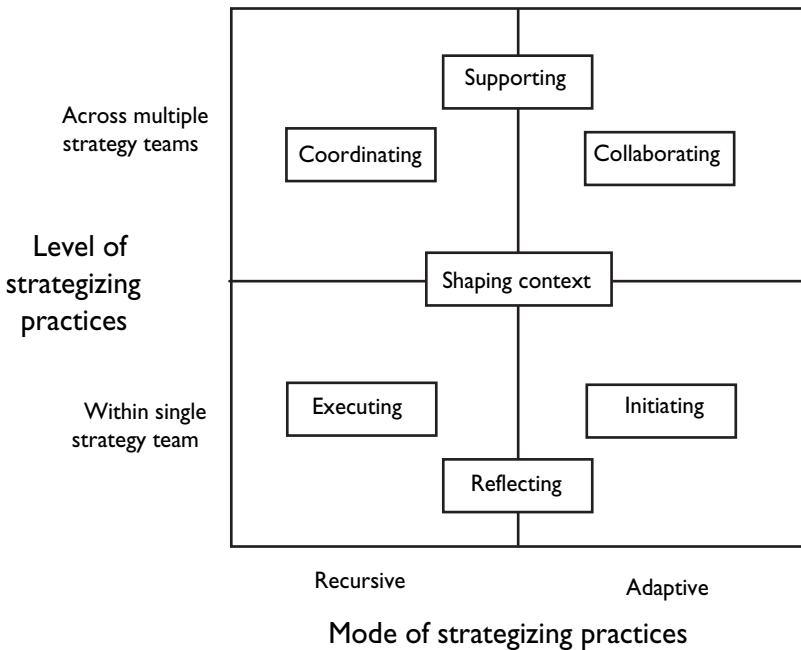 Supporting
Across multiple
strategy teams
Coordinating
Collaborating
Level of
strategizing
practices
Shaping context
Within single
strategy team
Executing
Initiating
Reflecting
Recursive
Adaptive
Mode of strategizing practices